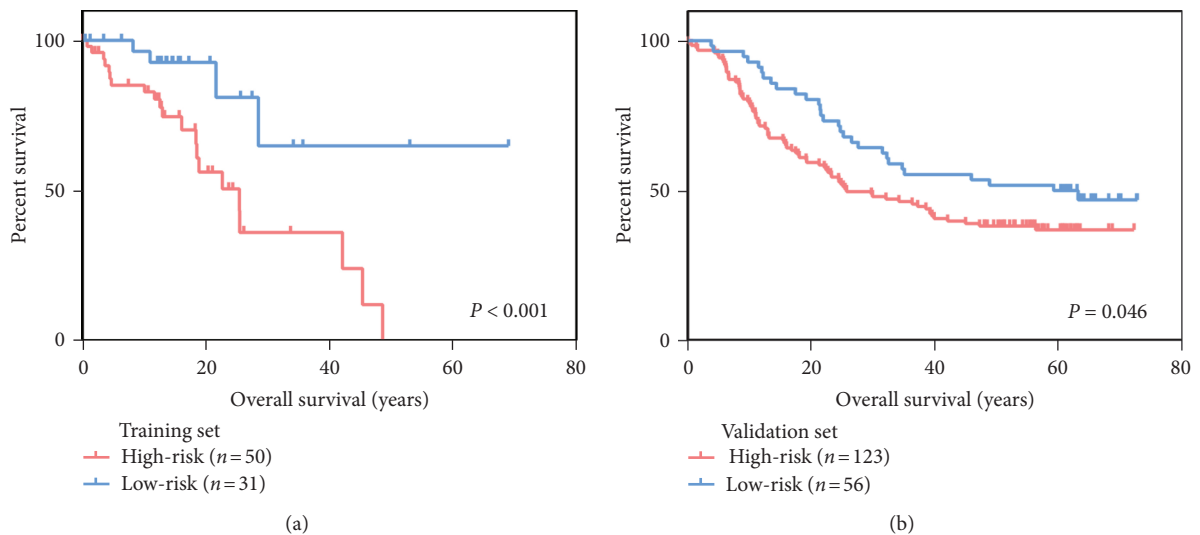 100
50
0
Percent survival
P < 0.001
0 20 40 60 80
Overall survival (years)
Training set
High-risk (n = 50)
Low-risk (n = 31)
(a)
100
50
0
Percent survival
P = 0.046
0 20 40 60 80
Overall survival (years)
Validation set
High-risk (n = 123)
Low-risk (n = 56)
(b)